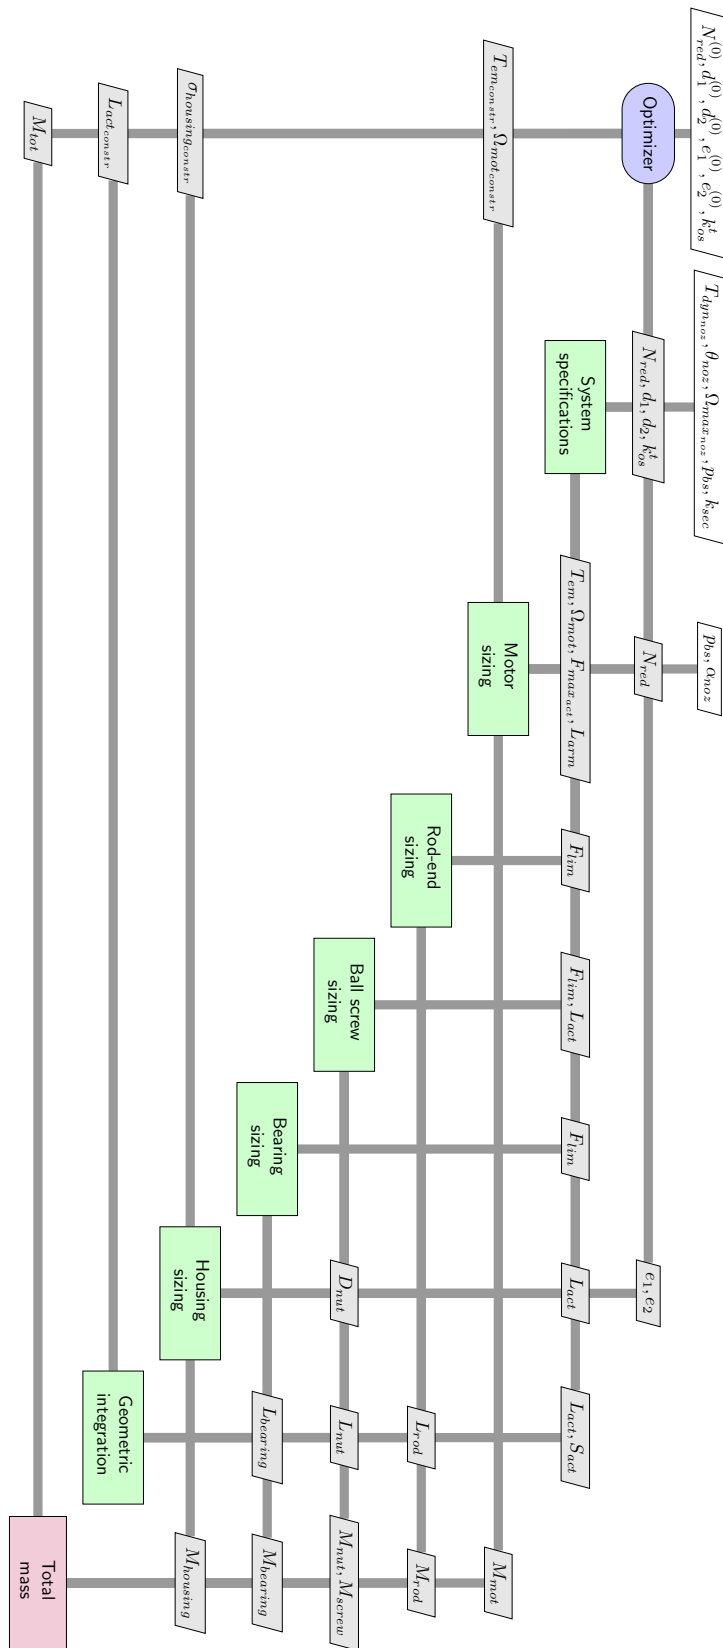 N_{red}^{(0)}, d_1^{(0)}, d_2^{(0)}, e_1^{(0)}, e_2^{(0)}, k_{os}^t
T_{dyn_{noz}}, θ_{noz}, Ω_{max_{noz}}, p_{bs}, k_{sec}
p_{bs}, α_{noz}
Optimizer
N_{red}, d_1, d_2, k_{os}^t
N_{red}
e_1, e_2
System
specifications
T_{em}, Ω_{mot}, F_{max_{act}}, L_{arm}
F_{lim}
F_{lim}, L_{act}
F_{lim}
L_{act}
L_{act}, S_{act}
T_{em_{constr}}, Ω_{mot_{constr}}
Motor
sizing
M_{mot}
Rod-end
sizing
L_{rod}
M_{rod}
Ball screw
sizing
D_{nut}
L_{nut}
M_{nut}, M_{screw}
Bearing
sizing
L_{bearing}
M_{bearing}
σ_{housing_{constr}}
Housing
sizing
M_{housing}
L_{act_{constr}}
Geometric
integration
M_{tot}
Total
mass